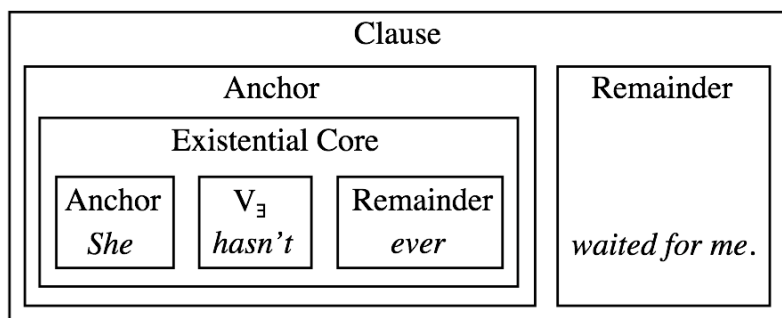 Clause
Anchor Remainder
Existential Core
Anchor V∃ Remainder
She hasn't ever waited for me.